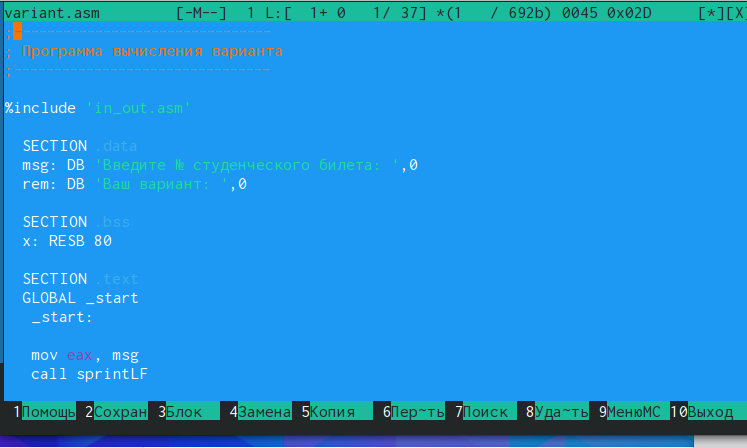 variant.asm [-M--] 1 L:[ 1+ 0 1/ 37] *(1 / 692b) 0045 0x02D [*][X]
;------------------------------
; Программа вычисления варианта
;------------------------------
%include 'in_out.asm'
SECTION .data
msg: DB 'Введите № студенческого билета: ',0
rem: DB 'Ваш вариант: ',0
SECTION .bss
x: RESB 80
SECTION .text
GLOBAL _start
_start:
mov eax, msg
call sprintLF
1Помощь 2Сохран 3Блок 4Замена 5Копия 6Пер~ть 7Поиск 8Уда~ть 9МенюМС 10Выход